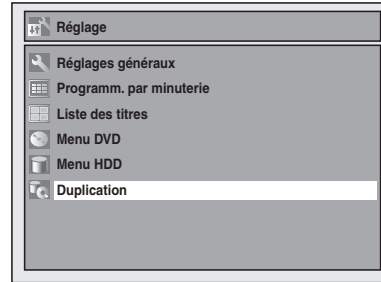 Réglage
Réglages généraux
Programm. par minuterie
Liste des titres
Menu DVD
Menu HDD
Duplication